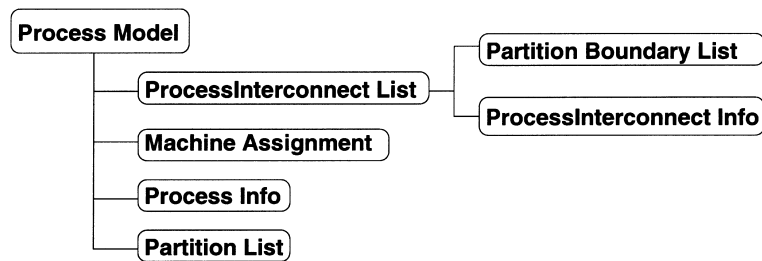 Process Model
ProcessInterconnect List
Machine Assignment
Process Info
Partition List
Partition Boundary List
ProcessInterconnect Info